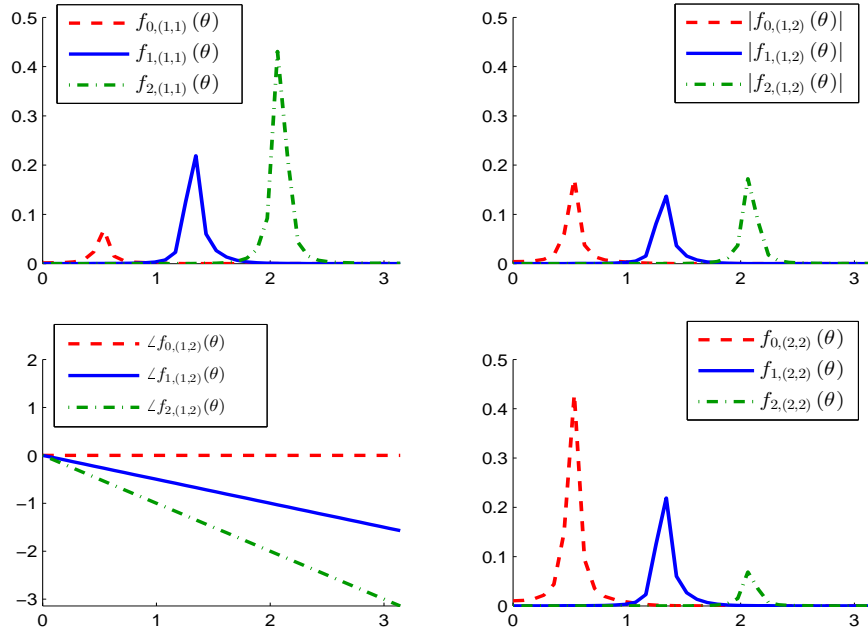 0.5
0.4
0.3
0.2
0.1
0
0 1 2 3
f_{0,(1,1)}(θ)
f_{1,(1,1)}(θ)
f_{2,(1,1)}(θ)
0.5
0.4
0.3
0.2
0.1
0
0 1 2 3
|f_{0,(1,2)}(θ)|
|f_{1,(1,2)}(θ)|
|f_{2,(1,2)}(θ)|
2
1
0
−1
−2
−3
0 1 2 3
∠f_{0,(1,2)}(θ)
∠f_{1,(1,2)}(θ)
∠f_{2,(1,2)}(θ)
0.5
0.4
0.3
0.2
0.1
0
0 1 2 3
f_{0,(2,2)}(θ)
f_{1,(2,2)}(θ)
f_{2,(2,2)}(θ)